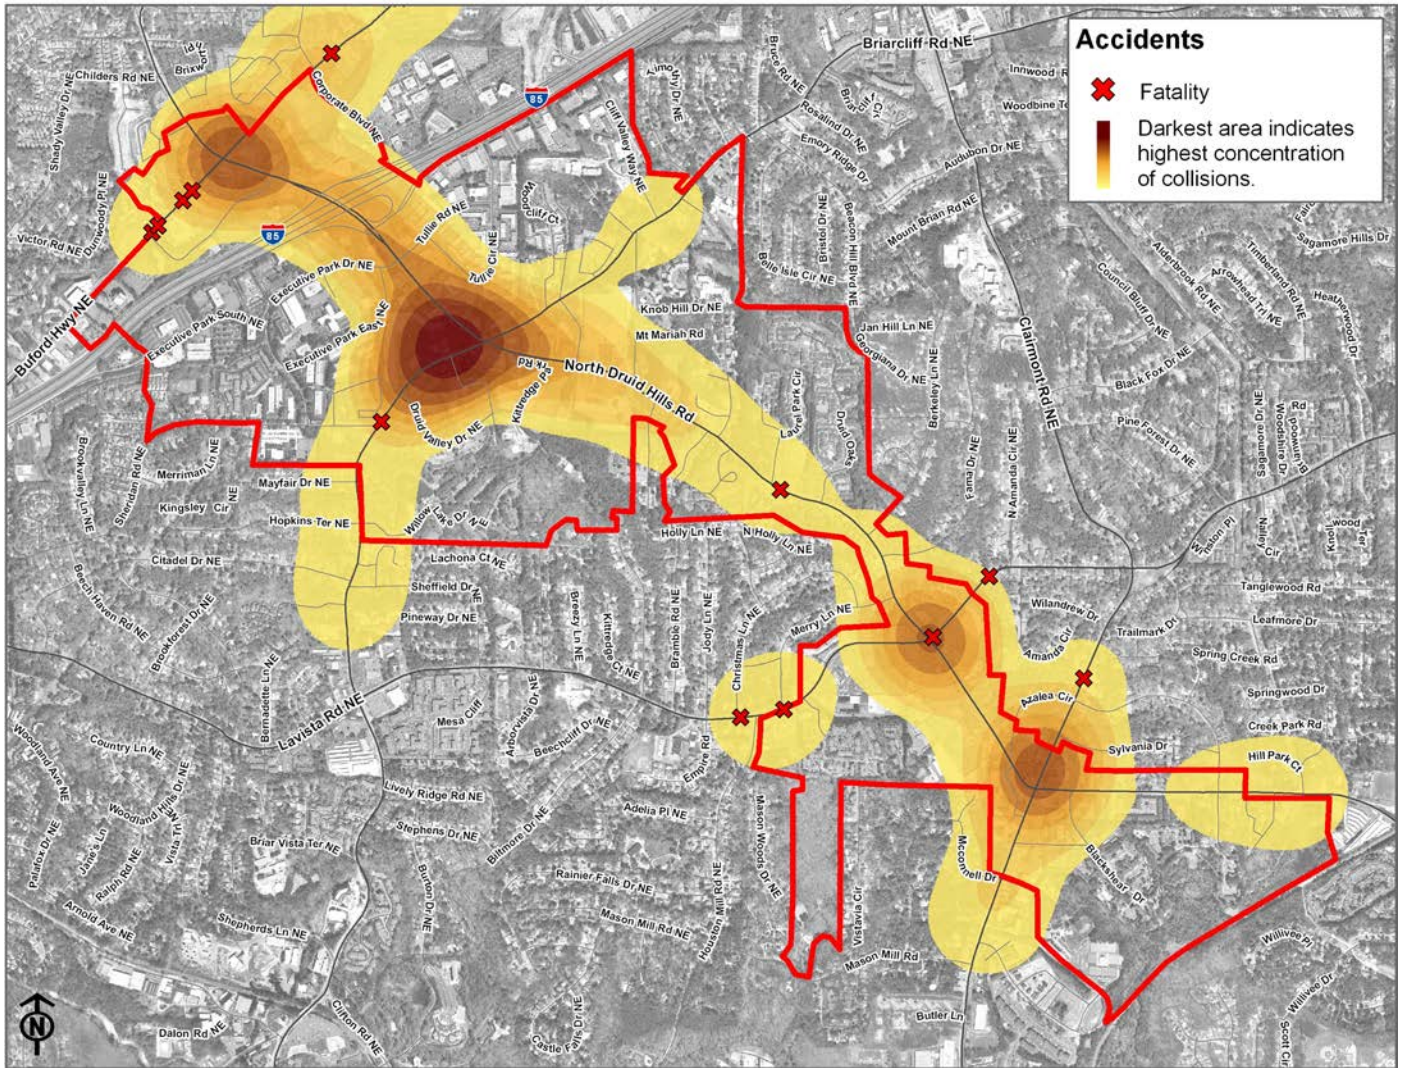 Accidents
Fatality
Darkest area indicates
highest concentration
of collisions.
Briarcliff Rd NE
Childers Rd NE
Shady Valley Dr NE
Corporate Blvd NE
85
Timothy Dr NE
Bruce Rd NE
Cliff Valley Way NE
Rosalind Dr NE
Emory Ridge Dr
Audubon Dr NE
Dunwoody Pl NE
Victor Rd NE
85
Tullie Rd NE
Woodcliff Ct
Tullie Cir NE
Bristol Dr NE
Beacon Hill Blvd NE
Mount Brian Rd NE
Belle Isle Cir NE
Sagamore Hills Dr
Alderbrook Rd NE
Timberland Rd NE
Arrowhead Trl NE
Council Bluff Dr NE
Heatherwood Dr
Executive Park Dr NE
Executive Park South NE
Executive Park East NE
Buford Hwy NE
Knob Hill Dr NE
Mt Mariah Rd
Jan Hill Ln NE
Georgiana Dr NE
Berkeley Ln NE
Clairmont Rd NE
Black Fox Dr NE
North Druid Hills Rd
Kittredge Park Rd
Druid Valley Dr NE
Laurel Park Cir
Druid Oaks
Fama Dr NE
N Amanda Cir NE
Pine Forest Dr NE
Sagamore Dr NE
Woodshire Dr
Briarwood Rd
Brookvalley Ln NE
Sheridan Rd NE
Merriman Ln NE
Mayfair Dr NE
Kingsley Cir NE
Hopkins Ter NE
Willow Lake Dr NE
Holly Ln NE
N Holly Ln NE
Winston Pl
Nalley Cir
Knollwood Ter
Citadel Dr NE
Lachona Ct NE
Beech Haven Rd NE
Brookforest Dr NE
Sheffield Dr NE
Pineway Dr NE
Breezy Ln NE
Kittredge Ct NE
Bramble Rd NE
Jody Ln NE
Christmas Ln NE
Merry Ln NE
Tanglewood Rd
Wilandrew Dr
Leafmore Dr
Trailmark Dr
Amanda Cir
Spring Creek Rd
Azalea Cir
Springwood Dr
Bernadette Ln NE
Lavista Rd NE
Mesa Cliff
Arborvista Dr NE
Beechcliff Dr NE
Empire Rd
Creek Park Rd
Sylvania Dr
Hill Park Ct
Woodland Ave NE
Country Ln NE
Woodland Hills Dr NE
Lively Ridge Rd NE
Adelia Pl NE
Palafox Dr NE
Jane's Ln
Ralph Rd NE
Vista Trl NE
Briar Vista Ter NE
Stephens Dr NE
Biltmore Dr NE
Mason Woods Dr NE
Mcconnell Dr
Blackshear Dr
Arnold Ave NE
Shepherds Ln NE
Burton Dr NE
Rainier Falls Dr NE
Mason Mill Rd NE
Houston Mill Rd NE
Vistavia Cir
Mason Mill Rd
Willivee Pl
Willivee Dr
Scott Cir
N
Dalon Rd NE
Clifton Rd NE
Castle Falls Dr NE
Butler Ln